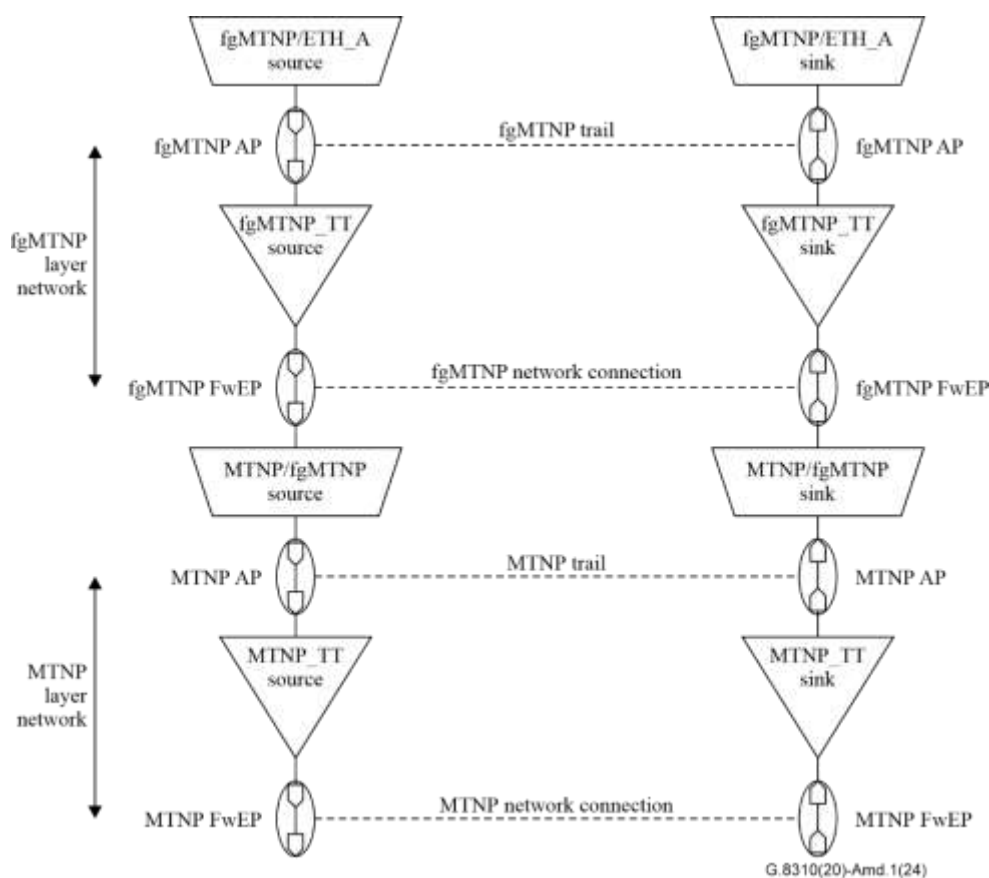 fgMTNP/ETH_A
source
fgMTNP/ETH_A
sink
fgMTNP AP
fgMTNP trail
fgMTNP AP
fgMTNP_TT
source
fgMTNP_TT
sink
fgMTNP
layer
network
fgMTNP FwEP
fgMTNP network connection
fgMTNP FwEP
MTNP/fgMTNP
source
MTNP/fgMTNP
sink
MTNP AP
MTNP trail
MTNP AP
MTNP_TT
source
MTNP_TT
sink
MTNP
layer
network
MTNP FwEP
MTNP network connection
MTNP FwEP
G.8310(20)-Amd.1(24)